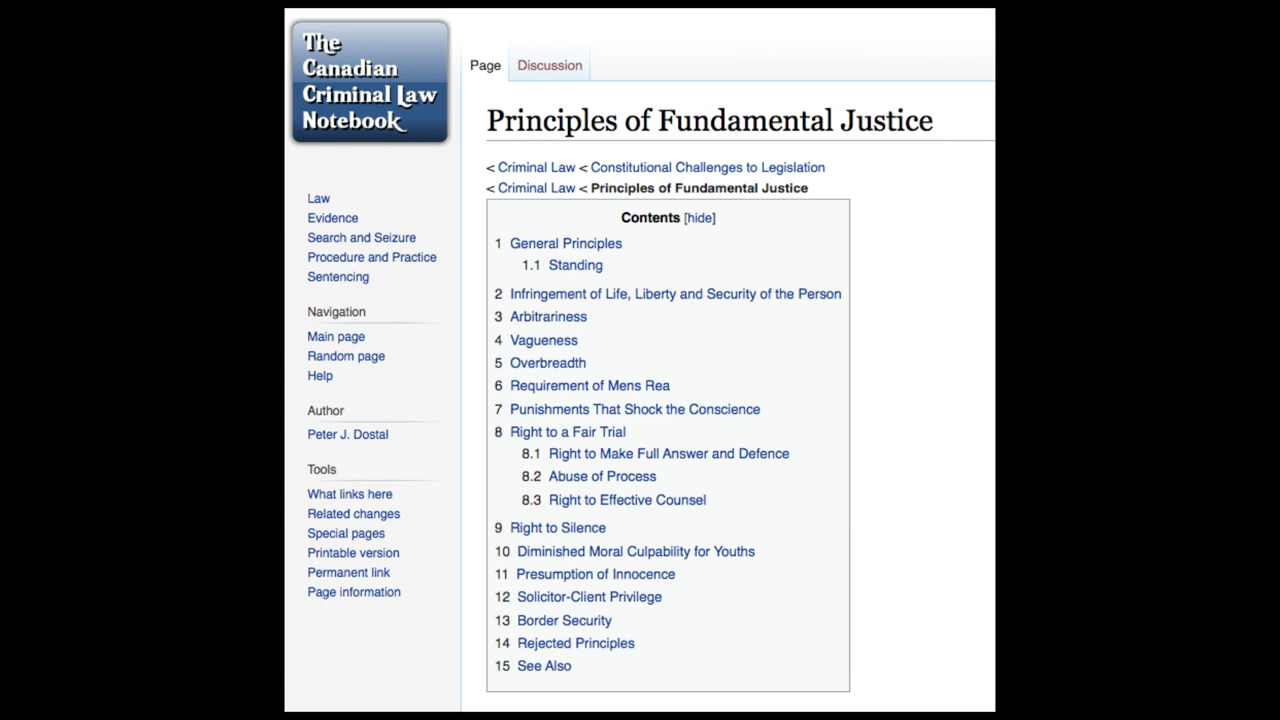 The
Canadian
Criminal Law
Notebook
Law
Evidence
Search and Seizure
Procedure and Practice
Sentencing
Navigation
Main page
Random page
Help
Author
Peter J. Dostal
Tools
What links here
Related changes
Special pages
Printable version
Permanent link
Page information
Page Discussion
Principles of Fundamental Justice
< Criminal Law < Constitutional Challenges to Legislation
< Criminal Law < Principles of Fundamental Justice
Contents [hide]
1 General Principles
1.1 Standing
2 Infringement of Life, Liberty and Security of the Person
3 Arbitrariness
4 Vagueness
5 Overbreadth
6 Requirement of Mens Rea
7 Punishments That Shock the Conscience
8 Right to a Fair Trial
8.1 Right to Make Full Answer and Defence
8.2 Abuse of Process
8.3 Right to Effective Counsel
9 Right to Silence
10 Diminished Moral Culpability for Youths
11 Presumption of Innocence
12 Solicitor-Client Privilege
13 Border Security
14 Rejected Principles
15 See Also